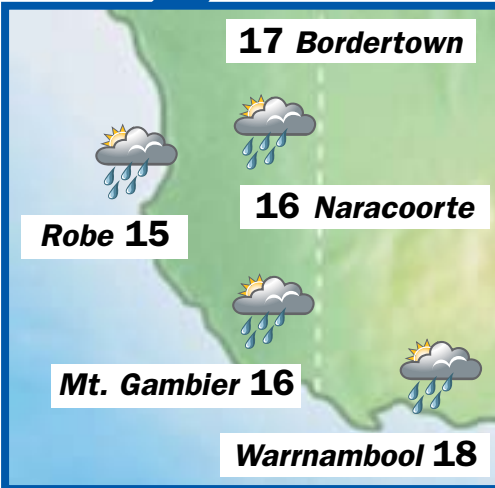 17 Bordertown
16 Naracoorte
Robe 15
Mt. Gambier 16
Warrnambool 18